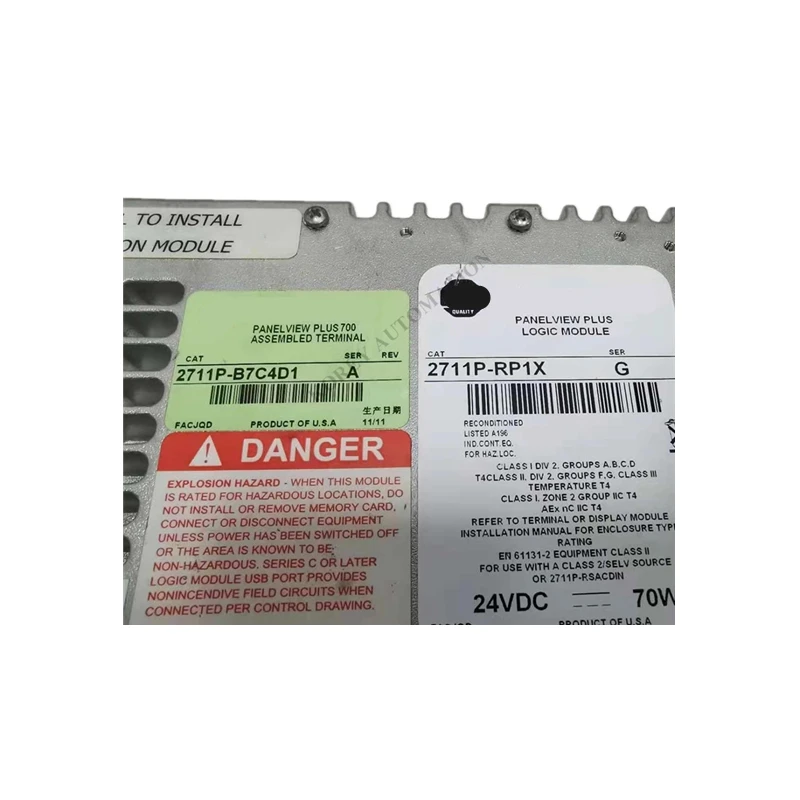 L TO INSTALL
ON MODULE
PANELVIEW PLUS 700
ASSEMBLED TERMINAL
CAT SER REV
2711P-B7C4D1 A
生产日期
FACJQD PRODUCT OF U.S.A 11/11
DANGER
EXPLOSION HAZARD - WHEN THIS MODULE
IS RATED FOR HAZARDOUS LOCATIONS, DO
NOT INSTALL OR REMOVE MEMORY CARD,
CONNECT OR DISCONNECT EQUIPMENT
UNLESS POWER HAS BEEN SWITCHED OFF
OR THE AREA IS KNOWN TO BE
NON-HAZARDOUS. SERIES C OR LATER
LOGIC MODULE USB PORT PROVIDES
NONINCENDIVE FIELD CIRCUITS WHEN
CONNECTED PER CONTROL DRAWING.
QUALITY
PANELVIEW PLUS
LOGIC MODULE
CAT SER
2711P-RP1X G
RECONDITIONED
LISTED A196
IND.CONT.EQ.
FOR HAZ.LOC.
CLASS I DIV 2, GROUPS A,B,C,D
T4CLASS II, DIV 2, GROUPS F,G, CLASS III
TEMPERATURE T4
CLASS I, ZONE 2 GROUP IIC T4
AEx nC IIC T4
REFER TO TERMINAL OR DISPLAY MODULE
INSTALLATION MANUAL FOR ENCLOSURE TYPE
RATING
EN 61131-2 EQUIPMENT CLASS II
FOR USE WITH A CLASS 2/SELV SOURCE
OR 2711P-RSACDIN
24VDC 70W
PRODUCT OF U.S.A